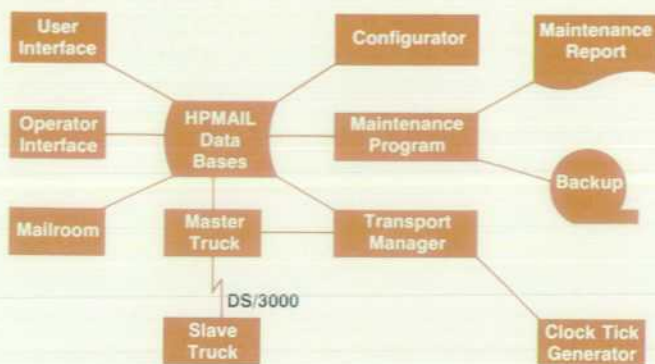 User
Interface
Configurator
Maintenance
Report
Operator
Interface
HPMAIL
Data
Bases
Maintenance
Program
Backup
Mailroom
Master
Truck
Transport
Manager
DS/3000
Slave
Truck
Clock Tick
Generator